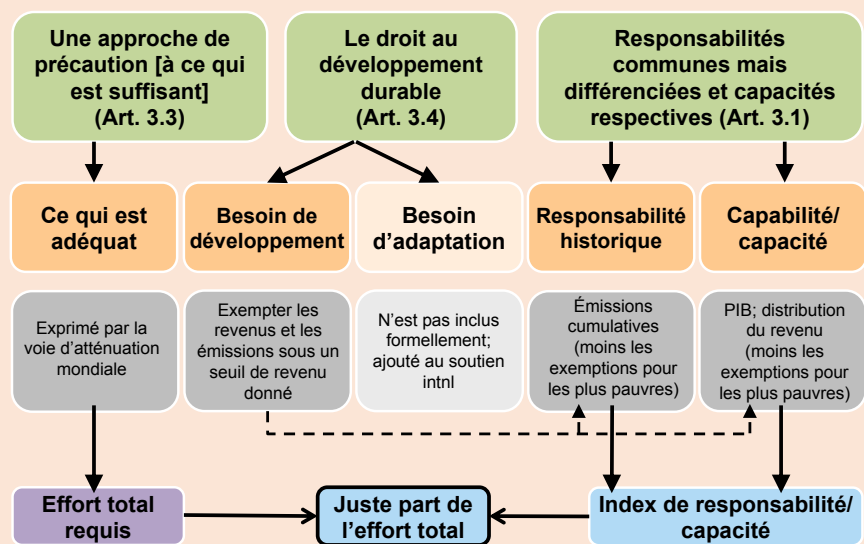 Une approche de
précaution [à ce qui
est suffisant]
(Art. 3.3)
Le droit au
développement
durable
(Art. 3.4)
Responsabilités
communes mais
différenciées et capacités
respectives (Art. 3.1)
Ce qui est
adéquat
Besoin de
développement
Besoin
d’adaptation
Responsabilité
historique
Capabilité/
capacité
Exprimé par la
voie d’atténuation
mondiale
Exempter les
revenus et les
émissions sous un
seuil de revenu
donné
N’est pas inclus
formellement;
ajouté au soutien
intnl
Émissions
cumulatives
(moins les
exemptions pour
les plus pauvres)
PIB; distribution
du revenu
(moins les
exemptions pour
les plus pauvres)
Effort total
requis
Juste part de
l’effort total
Index de responsabilité/
capacité